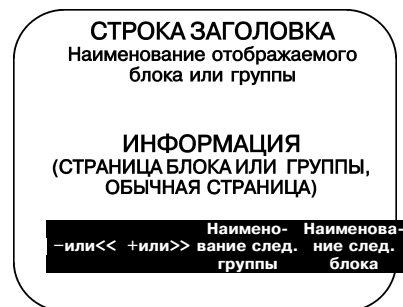 СТРОКА ЗАГОЛОВКА
Наименование отображаемого
блока или группы
ИНФОРМАЦИЯ
(СТРАНИЦА БЛОКА ИЛИ ГРУППЫ,
ОБЫЧНАЯ СТРАНИЦА)
−или<< +или>> Наимено- вание след. группы Наименова- ние след. блока